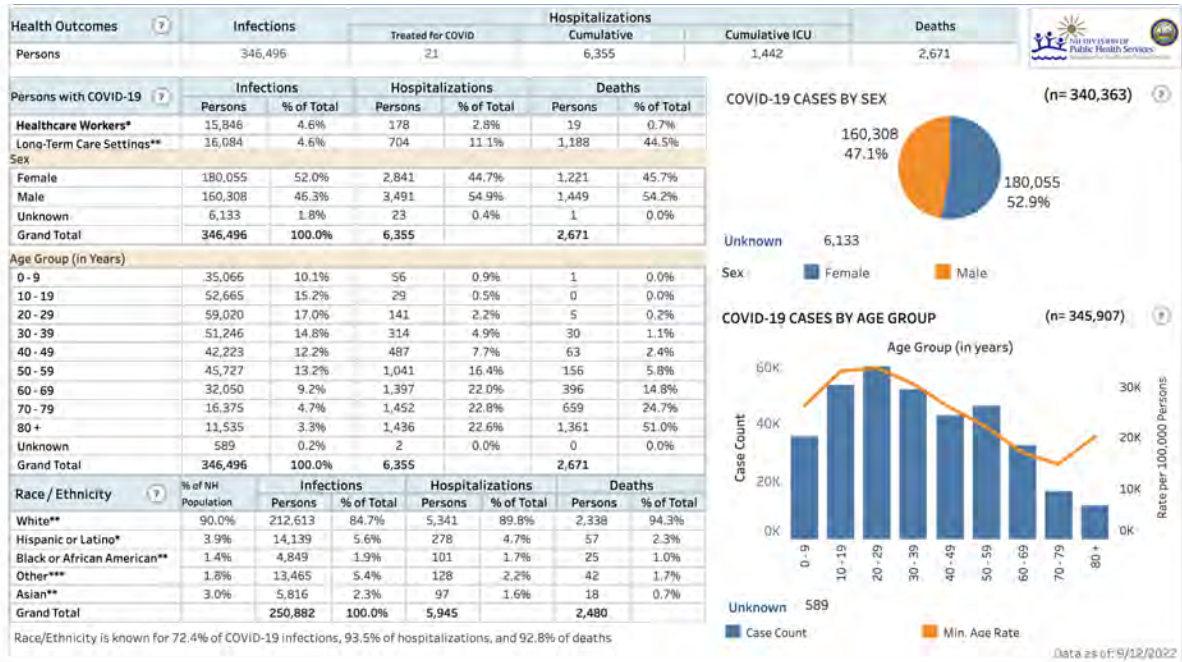 Health Outcomes ? Infections Hospitalizations Deaths
Treated for COVID Cumulative Cumulative ICU
Persons 346,496 21 6,355 1,442 2,671
NH DIVISION OF
Public Health Services
Persons with COVID-19 ? Infections Hospitalizations Deaths
Persons % of Total Persons % of Total Persons % of Total
Healthcare Workers* 15,846 4.6% 178 2.8% 19 0.7%
Long-Term Care Settings** 16,084 4.6% 704 11.1% 1,188 44.5%
Sex
Female 180,055 52.0% 2,841 44.7% 1,221 45.7%
Male 160,308 46.3% 3,491 54.9% 1,449 54.2%
Unknown 6,133 1.8% 23 0.4% 1 0.0%
Grand Total 346,496 100.0% 6,355 2,671
Age Group (in Years)
0 - 9 35,066 10.1% 56 0.9% 1 0.0%
10 - 19 52,665 15.2% 29 0.5% 0 0.0%
20 - 29 59,020 17.0% 141 2.2% 5 0.2%
30 - 39 51,246 14.8% 314 4.9% 30 1.1%
40 - 49 42,223 12.2% 487 7.7% 63 2.4%
50 - 59 45,727 13.2% 1,041 16.4% 156 5.8%
60 - 69 32,050 9.2% 1,397 22.0% 396 14.8%
70 - 79 16,375 4.7% 1,452 22.8% 659 24.7%
80 + 11,535 3.3% 1,436 22.6% 1,361 51.0%
Unknown 589 0.2% 2 0.0% 0 0.0%
Grand Total 346,496 100.0% 6,355 2,671
Race / Ethnicity ? % of NH Population Infections Hospitalizations Deaths
Persons % of Total Persons % of Total Persons % of Total
White** 90.0% 212,613 84.7% 5,341 89.8% 2,338 94.3%
Hispanic or Latino* 3.9% 14,139 5.6% 278 4.7% 57 2.3%
Black or African American** 1.4% 4,849 1.9% 101 1.7% 25 1.0%
Other*** 1.8% 13,465 5.4% 128 2.2% 42 1.7%
Asian** 3.0% 5,816 2.3% 97 1.6% 18 0.7%
Grand Total 250,882 100.0% 5,945 2,480
Race/Ethnicity is known for 72.4% of COVID-19 infections, 93.5% of hospitalizations, and 92.8% of deaths
COVID-19 CASES BY SEX (n= 340,363) ?
160,308
47.1%
180,055
52.9%
Unknown 6,133
Sex Female Male
COVID-19 CASES BY AGE GROUP (n= 345,907) ?
Age Group (in years)
60K
40K
20K
0K
Case Count
30K
20K
10K
0K
Rate per 100,000 Persons
0 - 9 10 - 19 20 - 29 30 - 39 40 - 49 50 - 59 60 - 69 70 - 79 80 +
Unknown 589
Case Count Min. Age Rate
Data as of: 9/12/2022